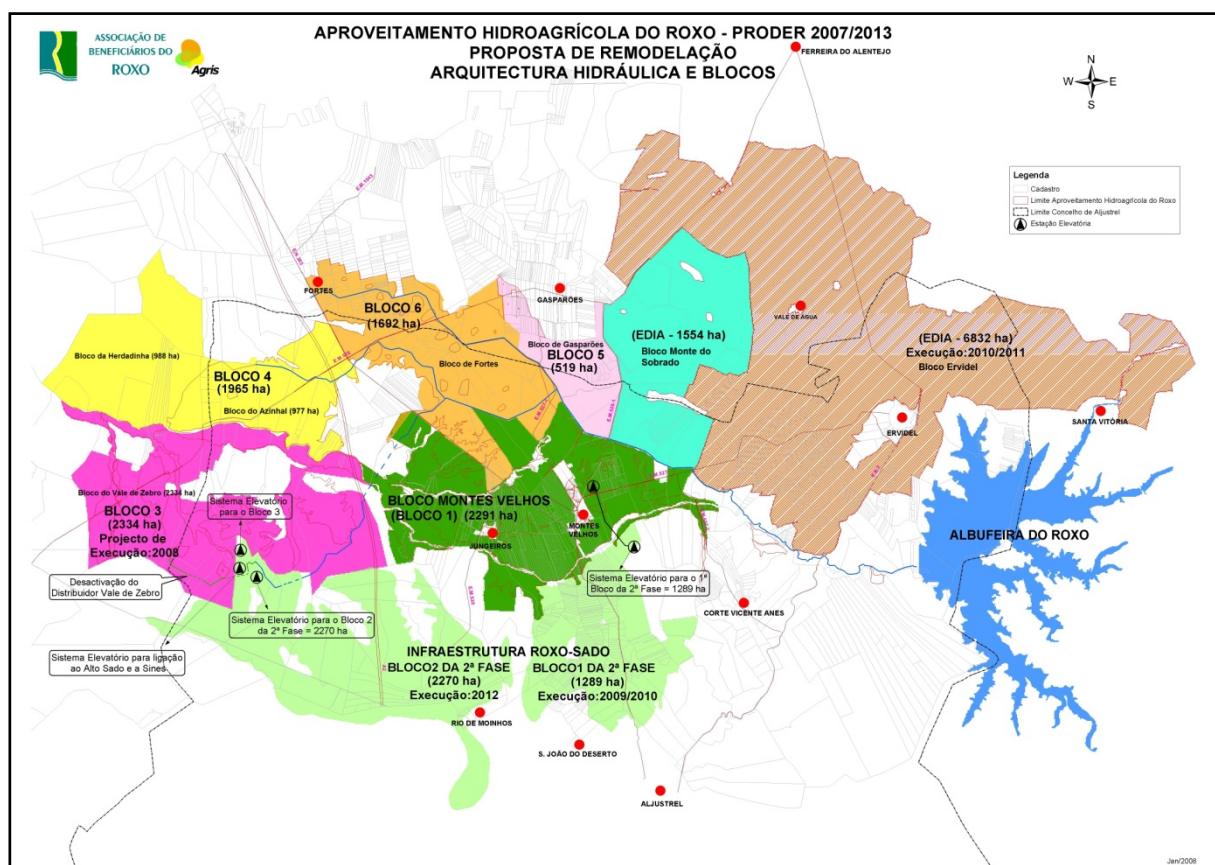 ASSOCIAÇÃO DE
BENEFICIÁRIOS DO
ROXO
Agris
APROVEITAMENTO HIDROAGRÍCOLA DO ROXO - PRODER 2007/2013
PROPOSTA DE REMODELAÇÃO
ARQUITECTURA HIDRÁULICA E BLOCOS
FERREIRA DO ALENTEJO
N
W E
S
Legenda
Cadastro
Limite Aproveitamento Hidroagrícola do Roxo
Limite Concelho de Aljustrel
Estação Elevatória
FORTES
GASPARÕES
VALE DE ÁGUA
BLOCO 6
(1692 ha)
Bloco de Fortes
Bloco de Gasparões
BLOCO 5
(519 ha)
(EDIA - 1554 ha)
Bloco Monte do
Sobrado
(EDIA - 6832 ha)
Execução:2010/2011
Bloco Ervidel
Bloco da Herdadinha (988 ha)
BLOCO 4
(1965 ha)
Bloco do Azinhal (977 ha)
ERVIDEL
SANTA VITÓRIA
Bloco do Vale de Zebro (2334 ha)
BLOCO 3
(2334 ha)
Projecto de
Execução:2008
Sistema Elevatório
para o Bloco 3
BLOCO MONTES VELHOS
(BLOCO 1) (2291 ha)
MONTES
VELHOS
JUNGEIROS
ALBUFEIRA DO ROXO
Desactivação do
Distribuidor Vale de Zebro
Sistema Elevatório para o 1º
Bloco da 2ª Fase = 1289 ha
CORTE VICENTE ANES
Sistema Elevatório para o Bloco 2
da 2ª Fase = 2270 ha
Sistema Elevatório para ligação
ao Alto Sado e a Sines
INFRAESTRUTURA ROXO-SADO
BLOCO2 DA 2ª FASE
(2270 ha)
Execução:2012
BLOCO1 DA 2ª FASE
(1289 ha)
Execução:2009/2010
RIO DE MOINHOS
S. JOÃO DO DESERTO
ALJUSTREL
Jan/2008